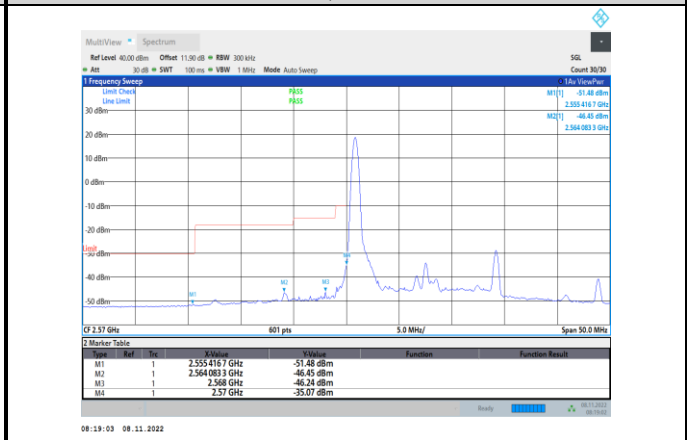 MultiView Spectrum
Ref Level 40.00 dBm Offset 11.90 dB RBW 300 kHz SGL
Att 30 dB SWT 100 ms VBW 1 MHz Mode Auto Sweep Count 30/30
1 Frequency Sweep 1Av ViewPwr
Limit Check PASS M1[1] -51.48 dBm
Line Limit PASS 2.555 416 7 GHz
30 dBm M2[1] -46.45 dBm
2.564 083 3 GHz
20 dBm
10 dBm
0 dBm
-10 dBm
-20 dBm
Limit
-30 dBm
M4
-40 dBm
M2 M3
M1
-50 dBm
CF 2.57 GHz 601 pts 5.0 MHz/ Span 50.0 MHz
2 Marker Table
Type Ref Trc X-Value Y-Value Function Function Result
M1 1 2.555 416 7 GHz -51.48 dBm
M2 1 2.564 083 3 GHz -46.45 dBm
M3 1 2.568 GHz -46.24 dBm
M4 1 2.57 GHz -35.07 dBm
Ready 08.11.2022
08:19:02
08:19:03 08.11.2022